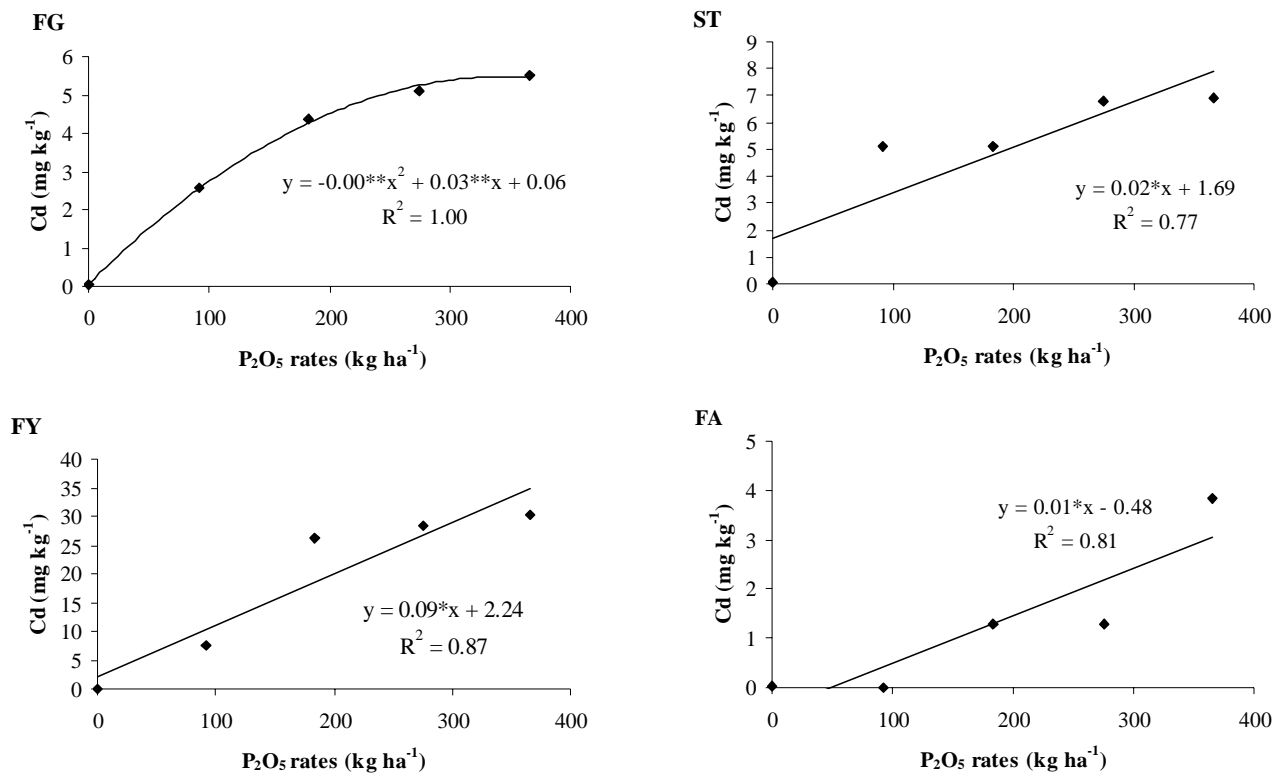 FG
6
5
4
3
2
1
0
Cd (mg kg⁻¹)
y = -0.00**x² + 0.03**x + 0.06
R² = 1.00
0 100 200 300 400
P₂O₅ rates (kg ha⁻¹)
ST
9
8
7
6
5
4
3
2
1
0
Cd (mg kg⁻¹)
y = 0.02*x + 1.69
R² = 0.77
0 100 200 300 400
P₂O₅ rates (kg ha⁻¹)
FY
40
35
30
25
20
15
10
5
0
Cd (mg kg⁻¹)
y = 0.09*x + 2.24
R² = 0.87
0 100 200 300 400
P₂O₅ rates (kg ha⁻¹)
FA
5
4
3
2
1
0
Cd (mg kg⁻¹)
y = 0.01*x - 0.48
R² = 0.81
0 100 200 300 400
P₂O₅ rates (kg ha⁻¹)